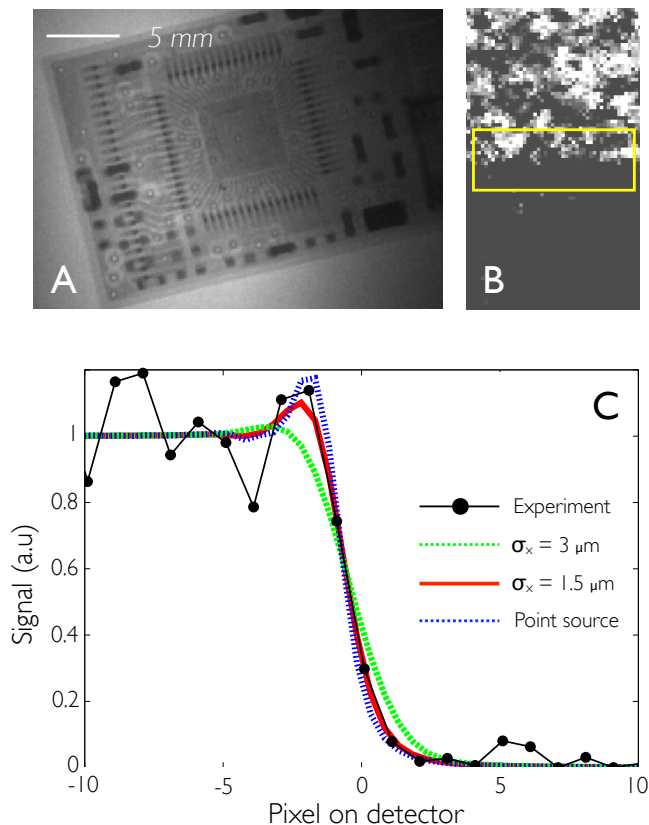 5 mm
A
B
C
1
0.8
0.6
0.4
0.2
0
Signal (a.u)
Experiment
σx = 3 μm
σx = 1.5 μm
Point source
-10
-5
0
5
10
Pixel on detector